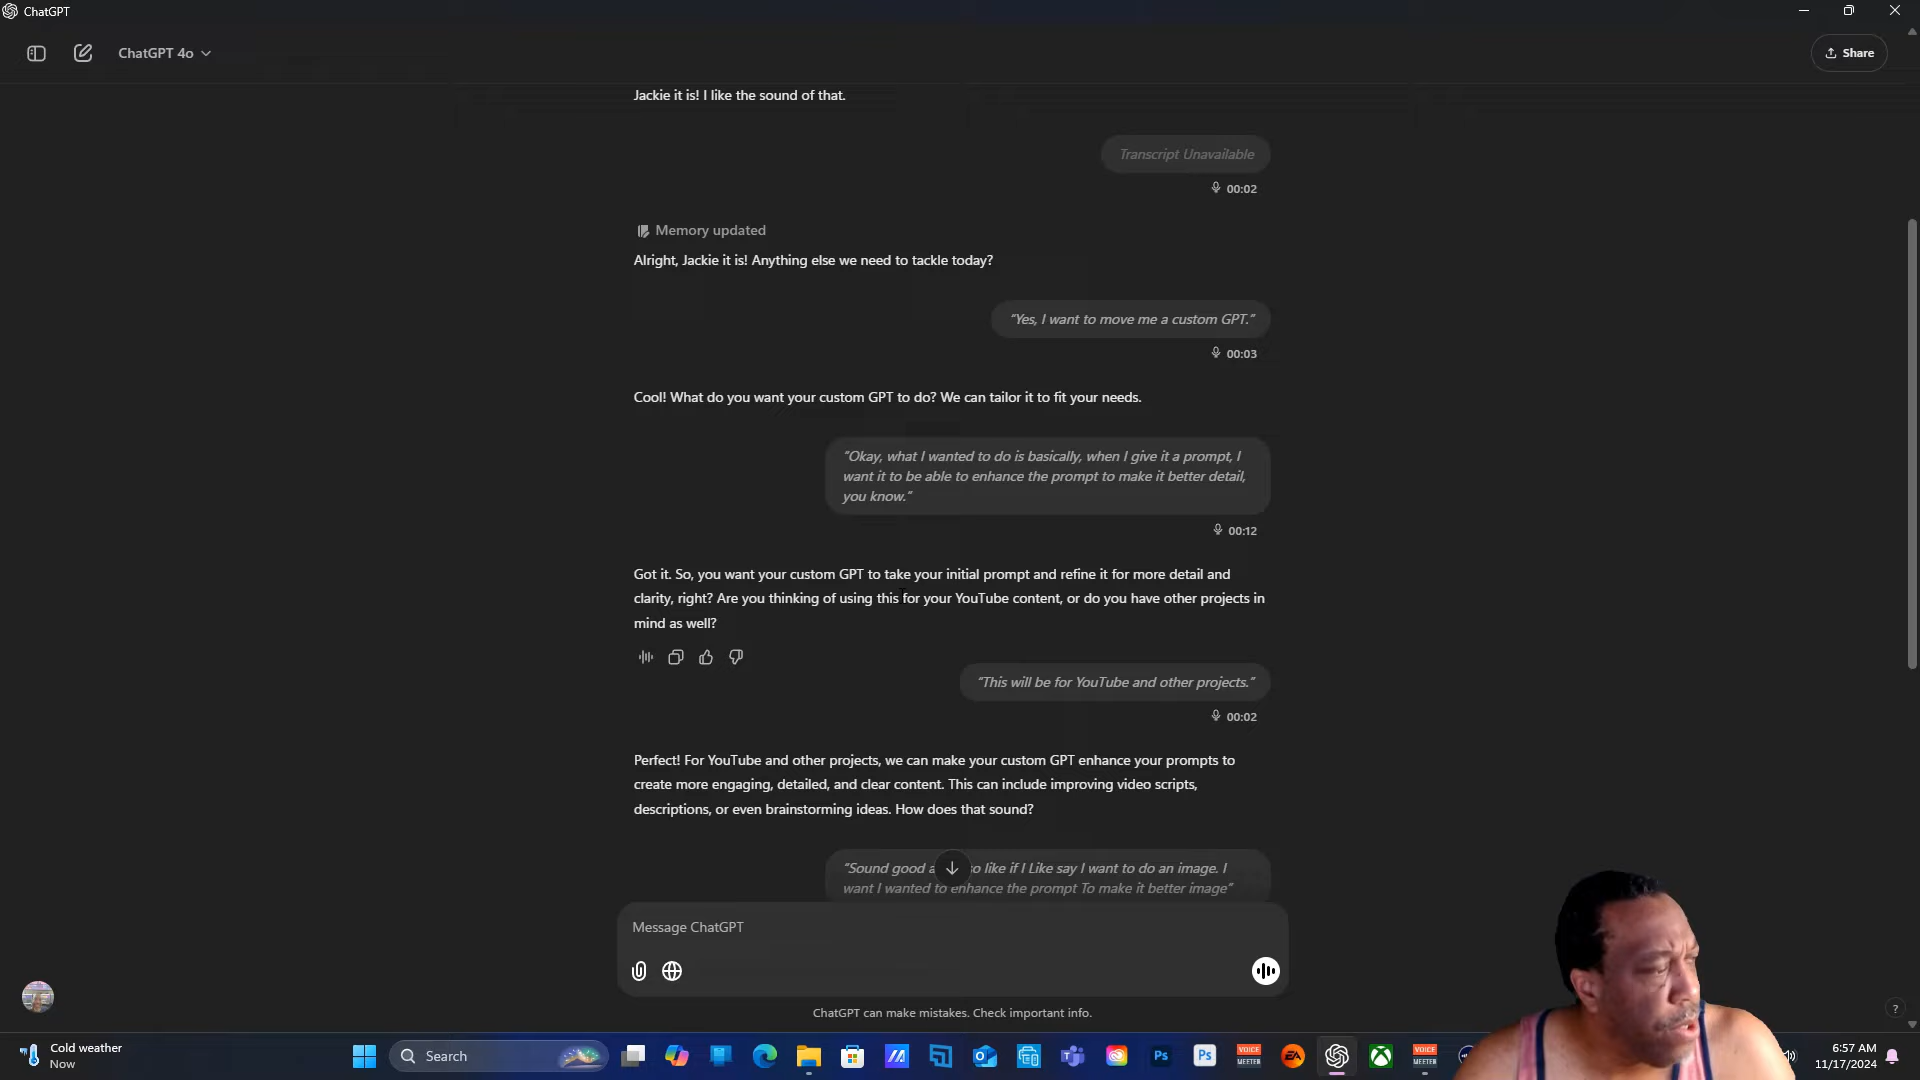 ChatGPT
ChatGPT 4o
Share
Jackie it is! I like the sound of that.
Transcript Unavailable
00:02
Memory updated
Alright, Jackie it is! Anything else we need to tackle today?
“Yes, I want to move me a custom GPT.”
00:03
Cool! What do you want your custom GPT to do? We can tailor it to fit your needs.
“Okay, what I wanted to do is basically, when I give it a prompt, I
want it to be able to enhance the prompt to make it better detail,
you know.”
00:12
Got it. So, you want your custom GPT to take your initial prompt and refine it for more detail and
clarity, right? Are you thinking of using this for your YouTube content, or do you have other projects in
mind as well?
“This will be for YouTube and other projects.”
00:02
Perfect! For YouTube and other projects, we can make your custom GPT enhance your prompts to
create more engaging, detailed, and clear content. This can include improving video scripts,
descriptions, or even brainstorming ideas. How does that sound?
“Sound good like if I Like say I want to do an image. I
want I wanted to enhance the prompt To make it better image”
Message ChatGPT
ChatGPT can make mistakes. Check important info.
?
Cold weather
Now
Search
Ps
Ps
VOICE
MEETER
EA
VOICE
MEETER
6:57 AM
11/17/2024